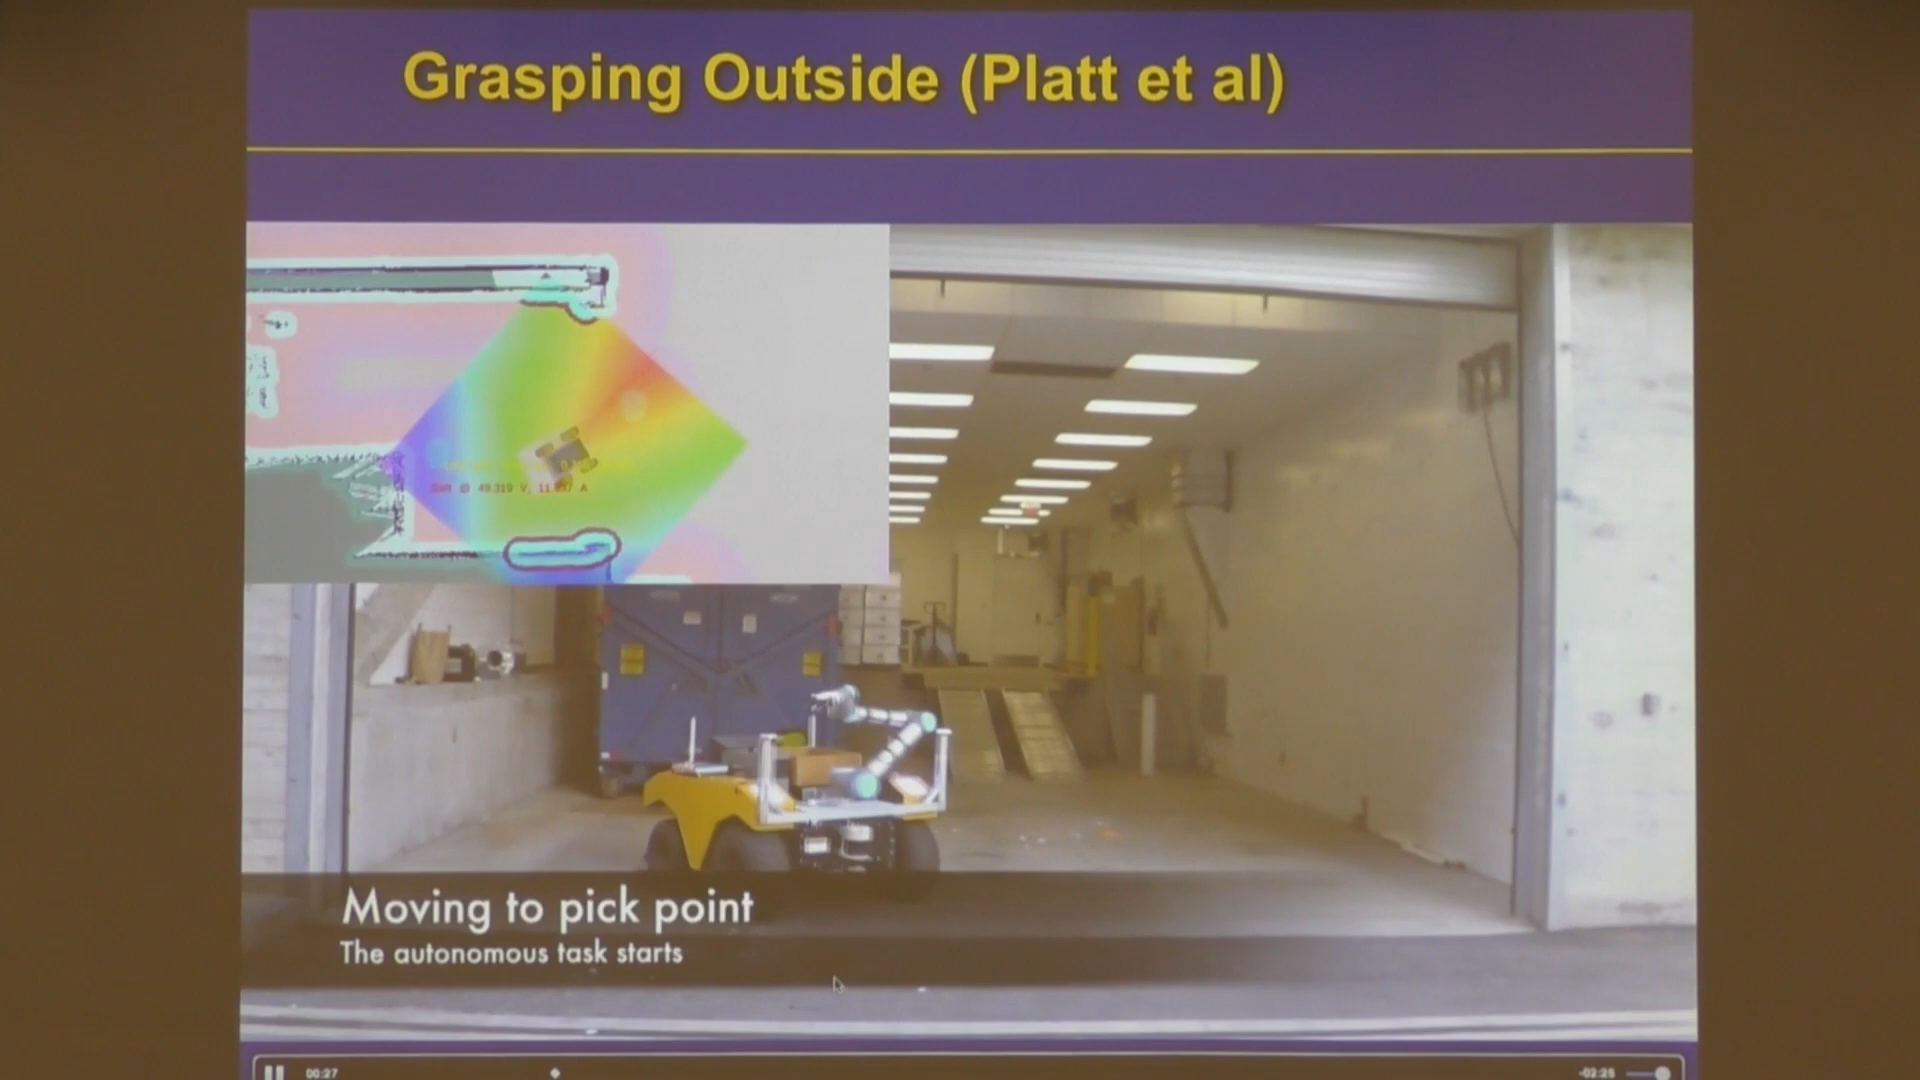 Grasping Outside (Platt et al)
Moving to pick point
The autonomous task starts
00:27
-02:25